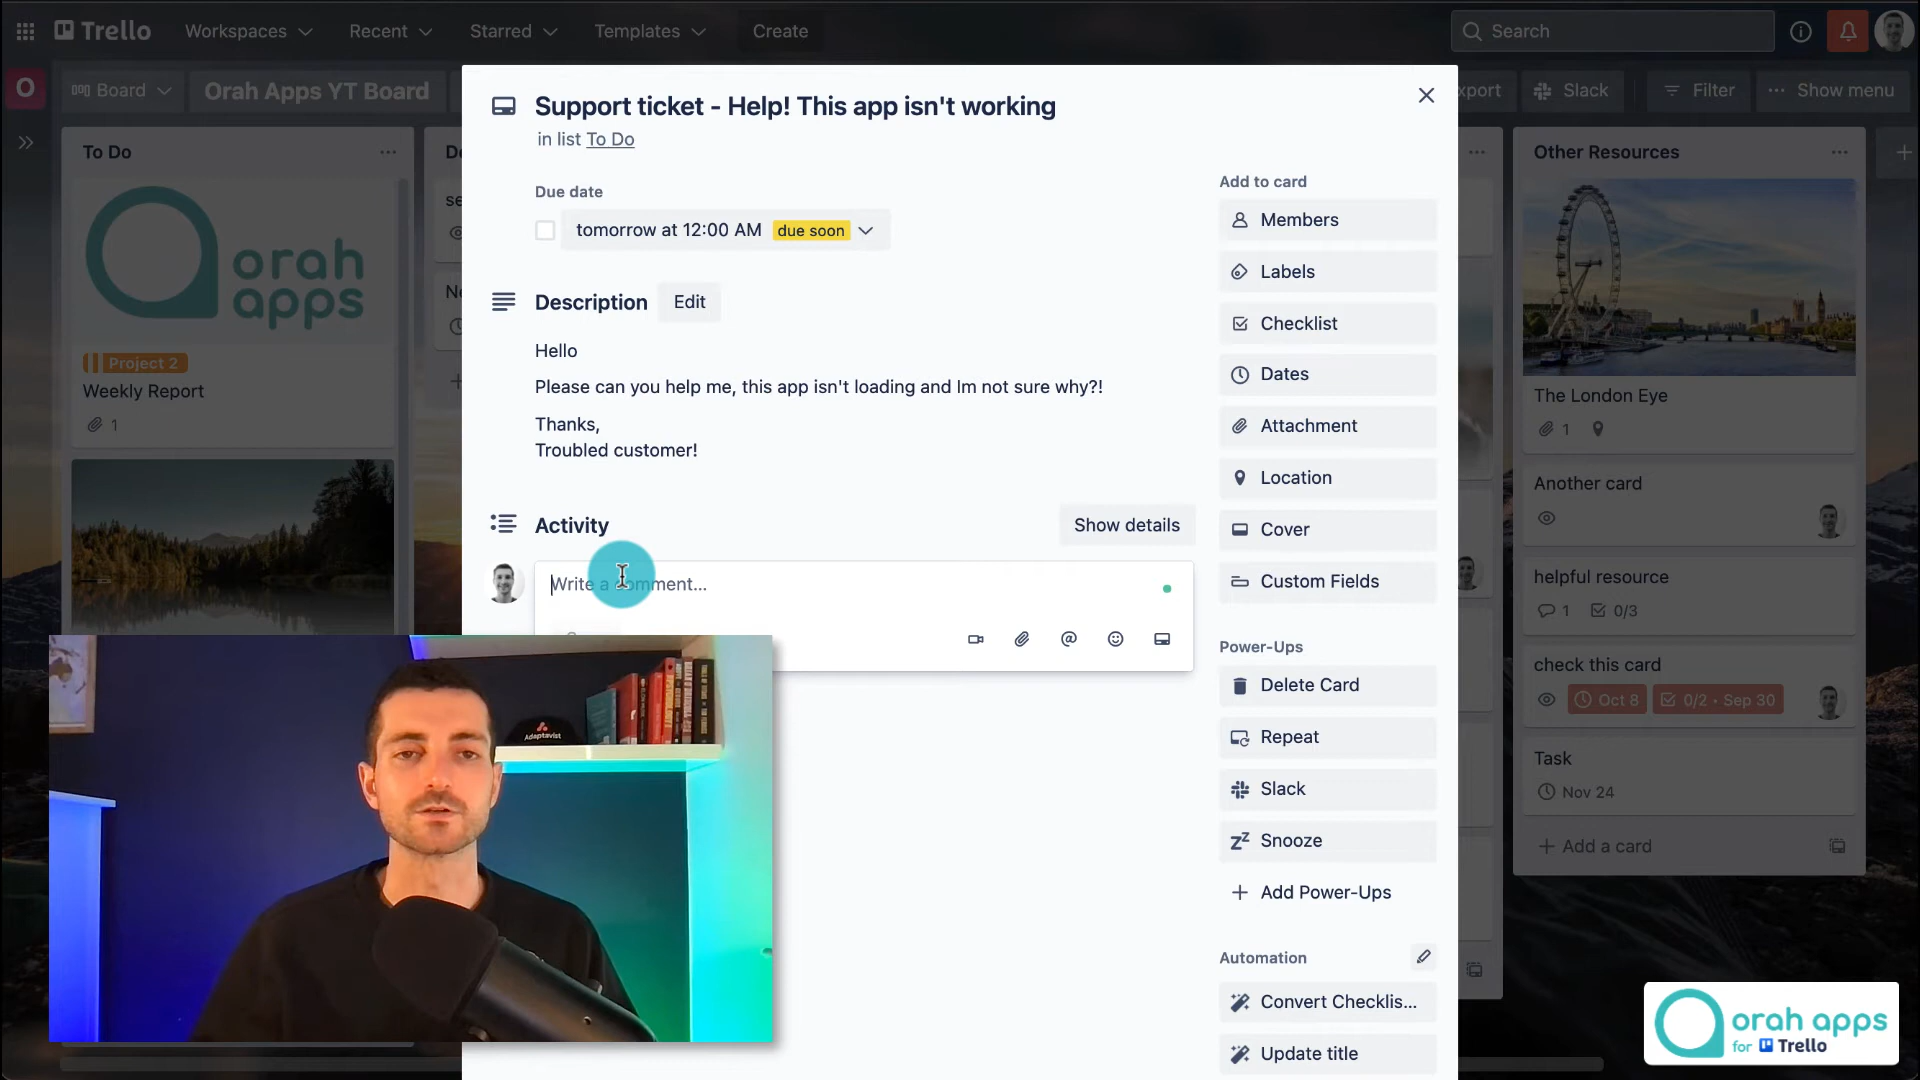 Trello
Workspaces
Recent
Starred
Templates
Create
Search
O
Board
Orah Apps YT Board
xport
Slack
Filter
Show menu
To Do
orah
apps
Project 2
Weekly Report
1
De
se
Ne
Support ticket - Help! This app isn't working
in list To Do
Due date
tomorrow at 12:00 AM due soon
Description Edit
Hello
Please can you help me, this app isn't loading and Im not sure why?!
Thanks,
Troubled customer!
Activity
Show details
Write a comment...
Add to card
Members
Labels
Checklist
Dates
Attachment
Location
Cover
Custom Fields
Power-Ups
Delete Card
Repeat
Slack
Snooze
Add Power-Ups
Automation
Convert Checklis...
Update title
Other Resources
The London Eye
1
Another card
helpful resource
1 0/3
check this card
Oct 8 0/2 • Sep 30
Task
Nov 24
Add a card
Adaptavist
orah apps
for Trello